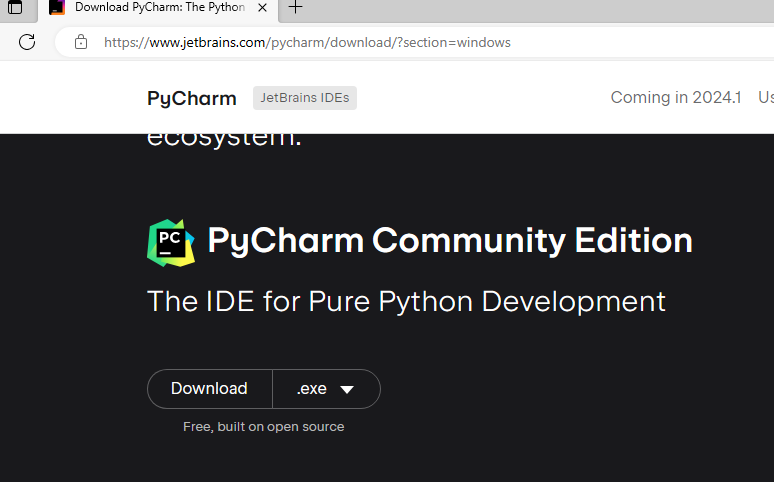 Download PyCharm: The Python
https://www.jetbrains.com/pycharm/download/?section=windows
PyCharm JetBrains IDEs Coming in 2024.1
ecosystem.
PC PyCharm Community Edition
The IDE for Pure Python Development
Download .exe
Free, built on open source